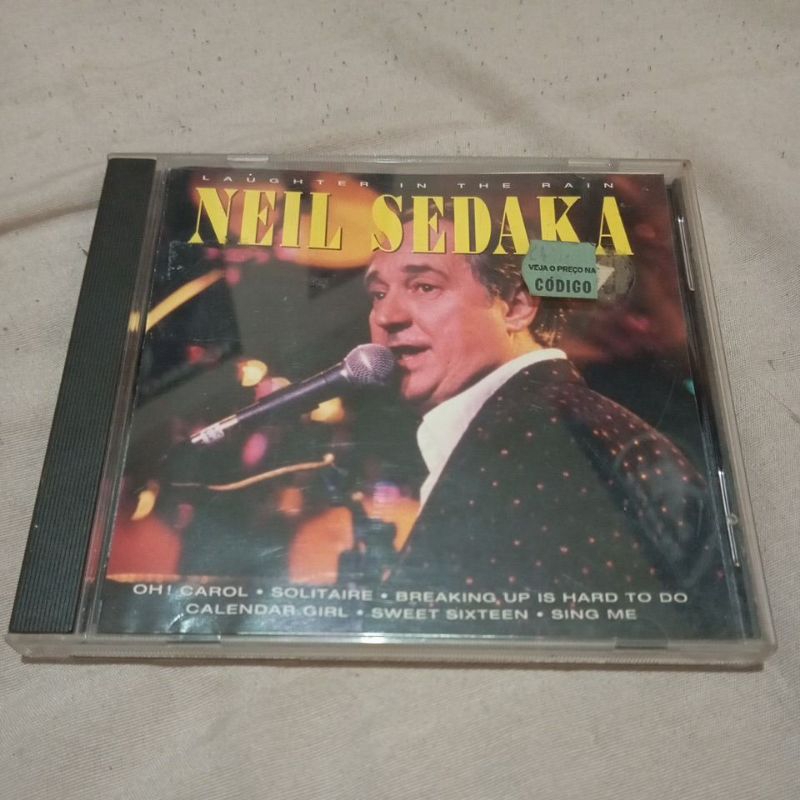 LAUGHTER IN THE RAIN
NEIL SEDAKA
VEJA O PREÇO NA
CÓDIGO
OH! CAROL • SOLITAIRE • BREAKING UP IS HARD TO DO
CALENDAR GIRL • SWEET SIXTEEN • SING ME